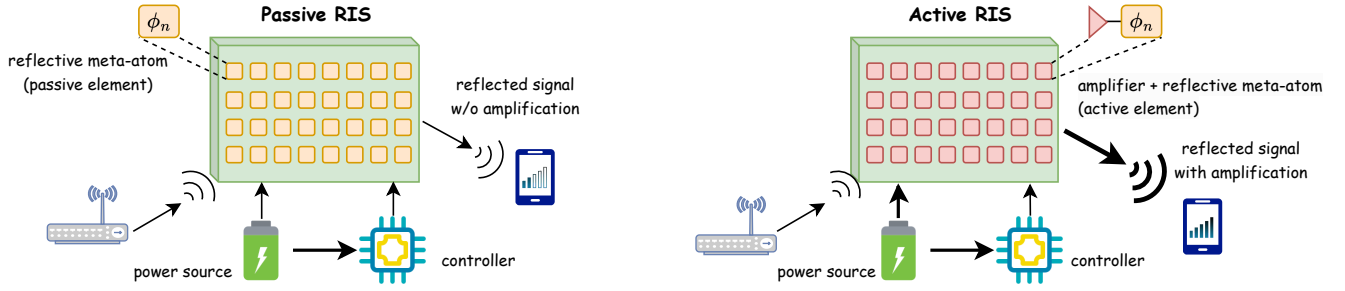 Passive RIS
ϕn
reflective meta-atom
(passive element)
reflected signal
w/o amplification
power source
controller
Active RIS
ϕn
amplifier + reflective meta-atom
(active element)
reflected signal
with amplification
power source
controller